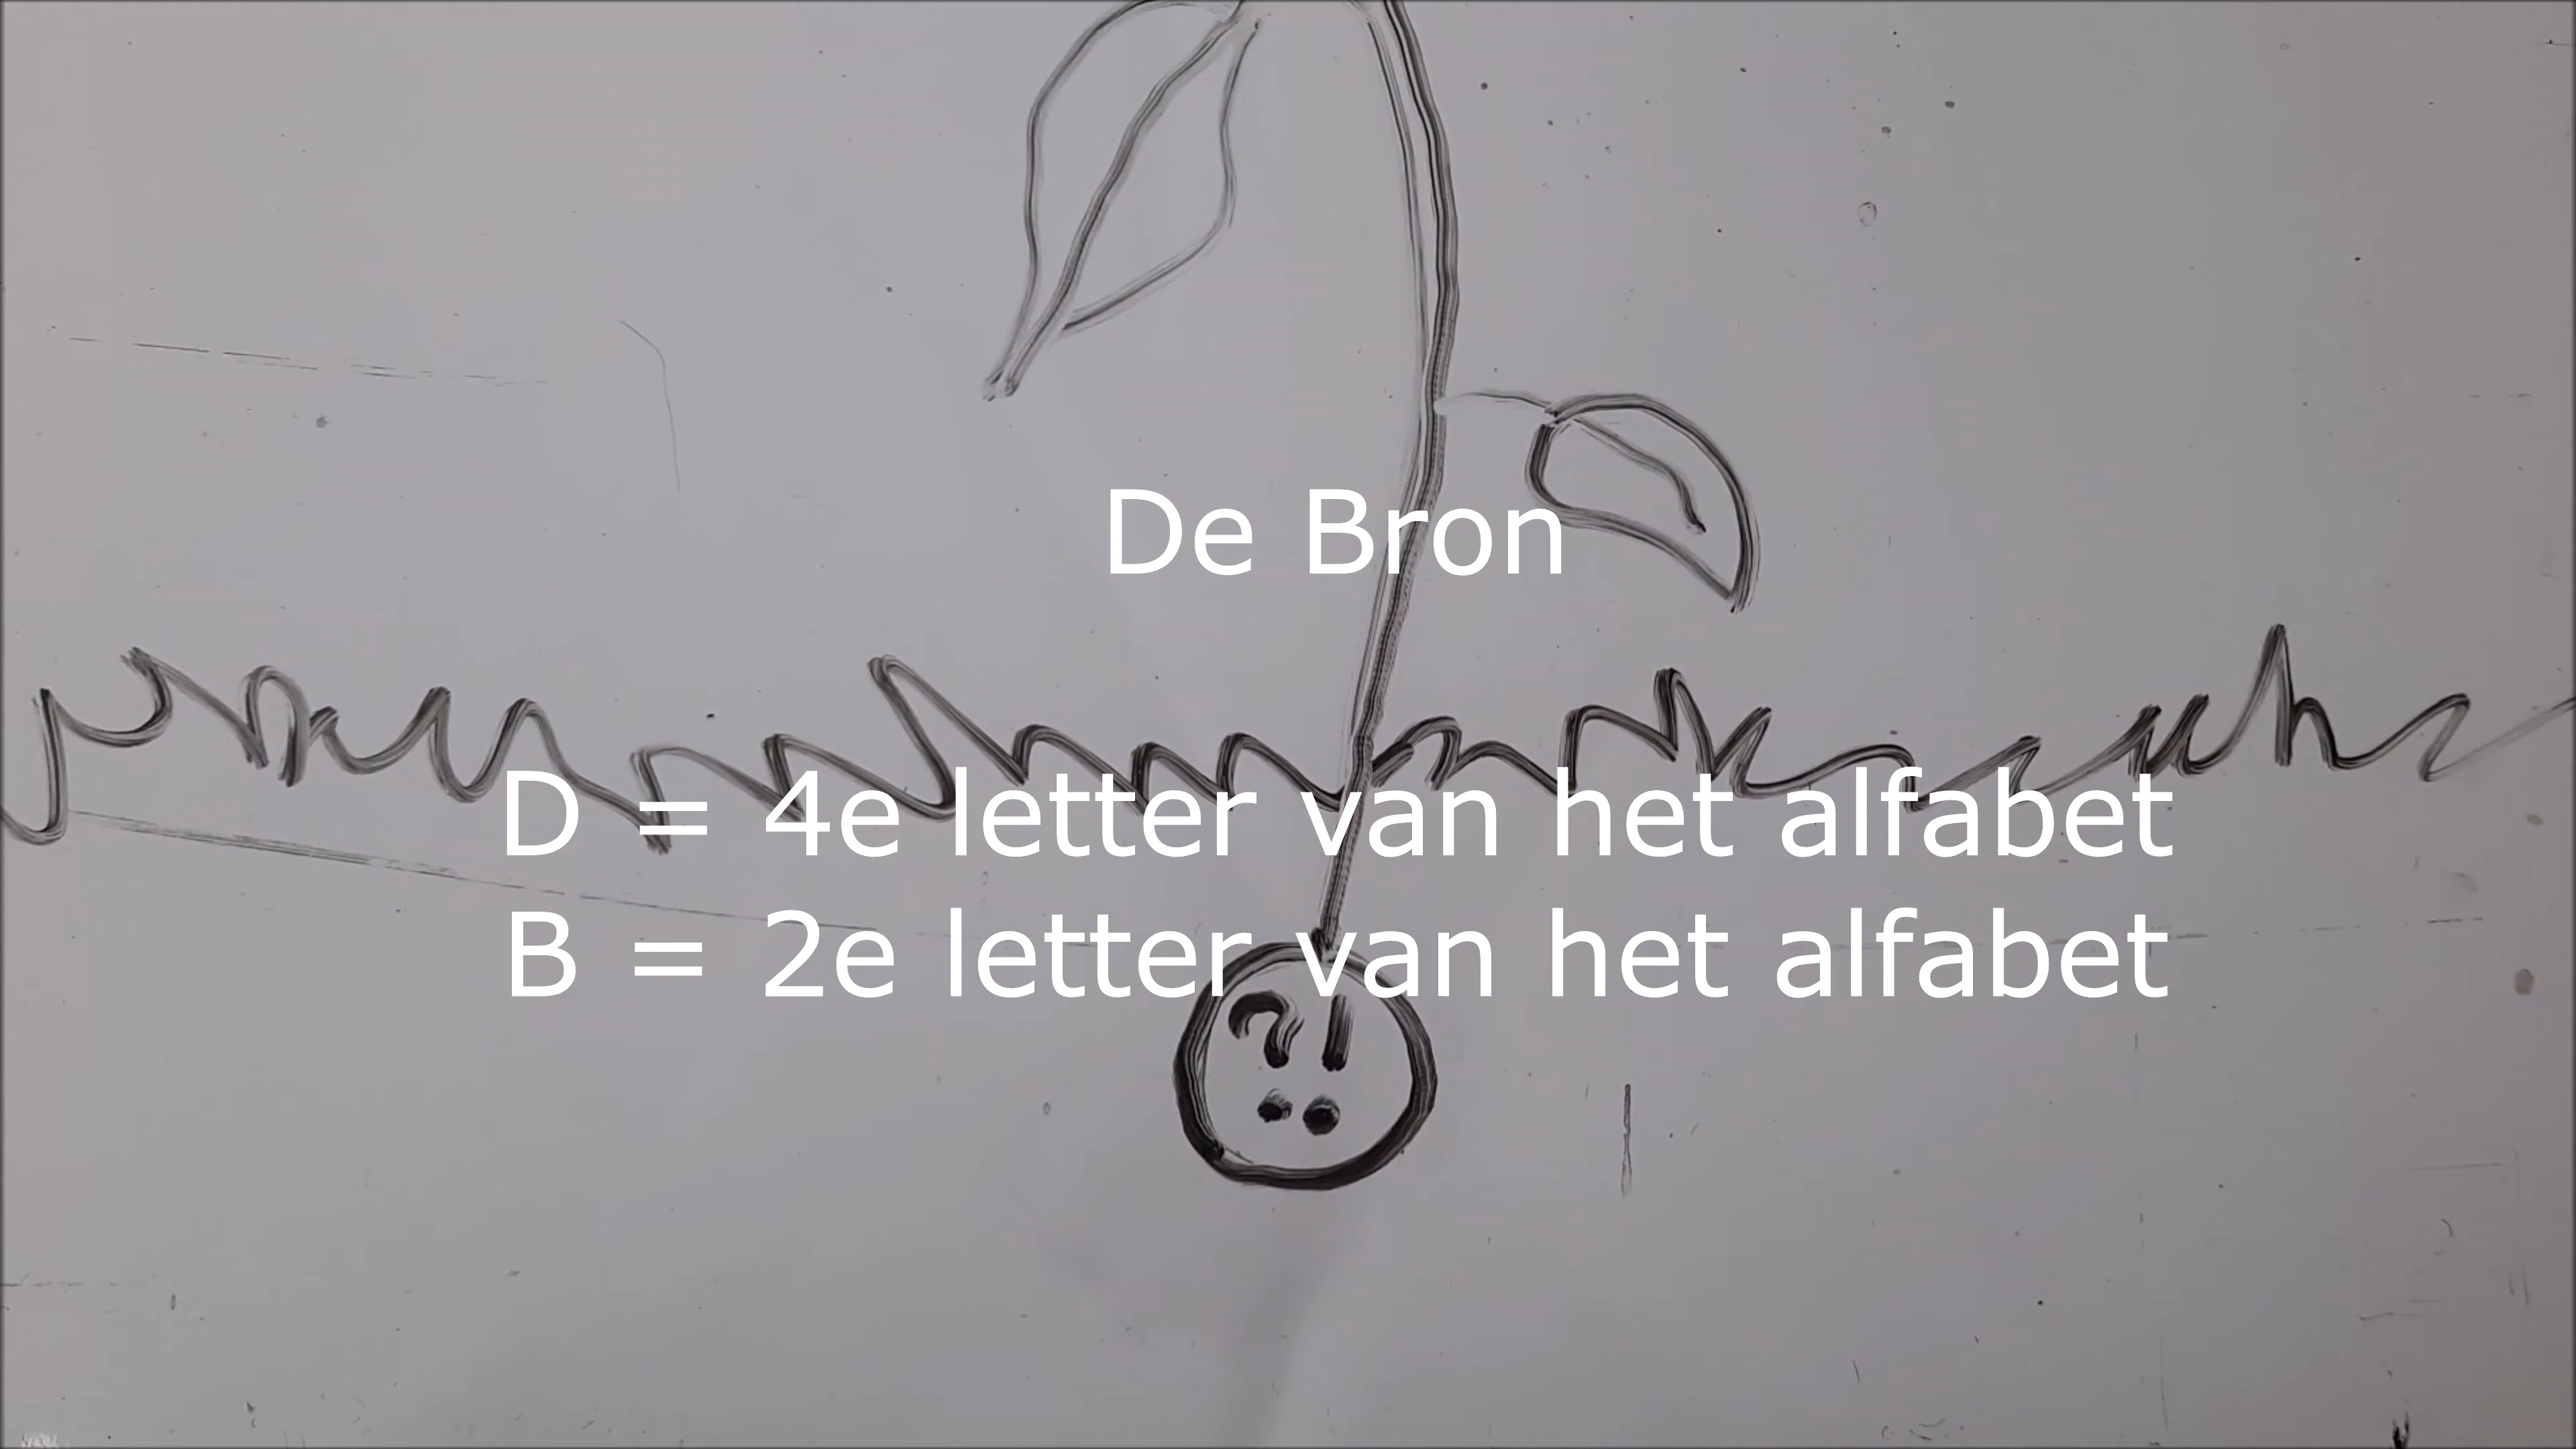 De Bron
D = 4e letter van het alfabet
B = 2e letter van het alfabet
?!